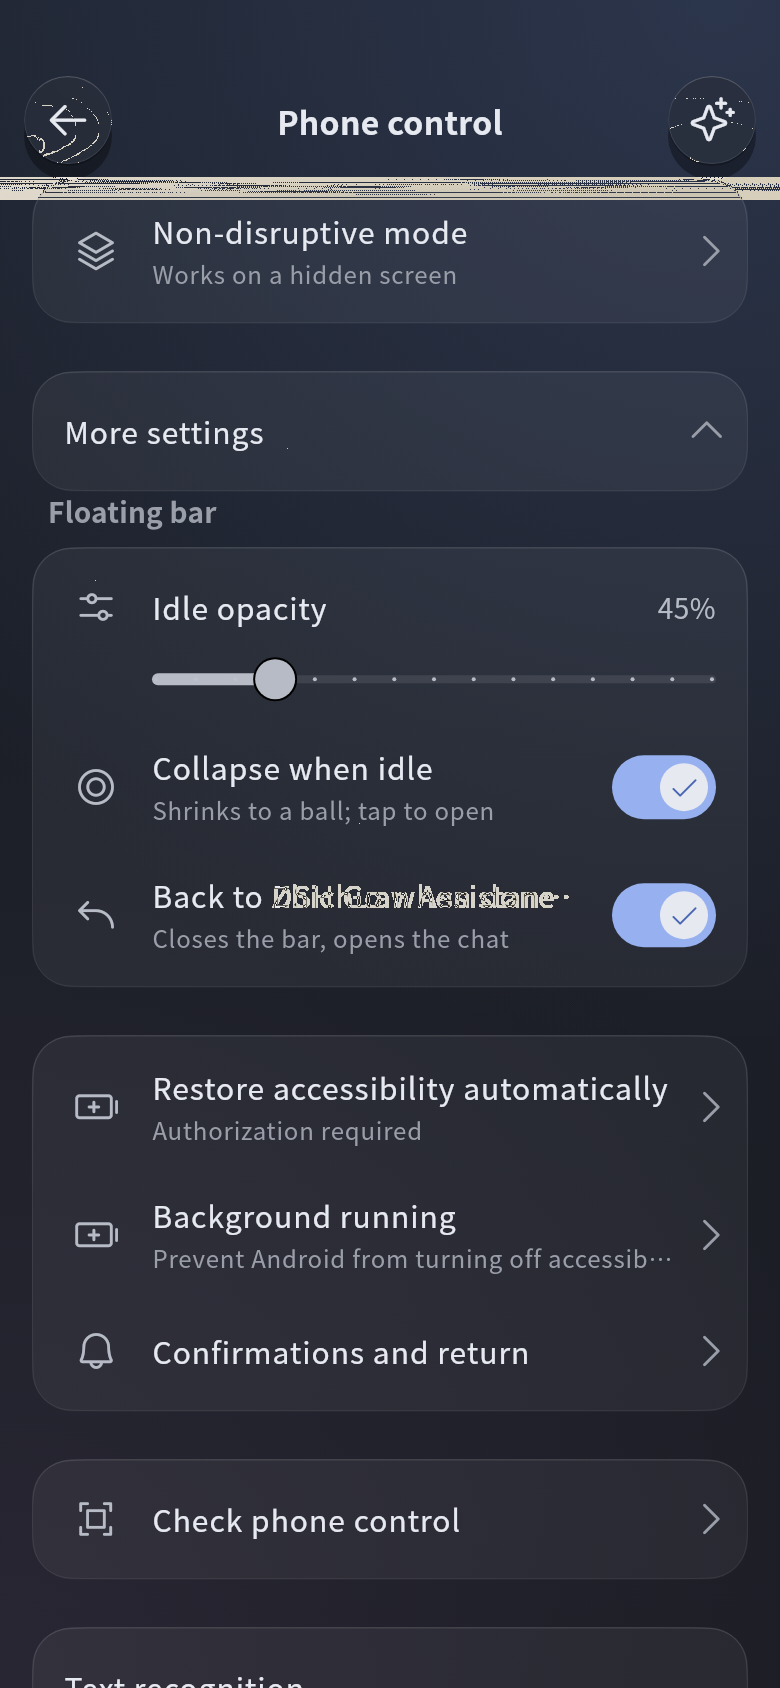 Phone control
Non-disruptive mode
Works on a hidden screen
More settings
Floating bar
Idle opacity
45%
Collapse when idle
Shrinks to a ball; tap to open
Back to
Closes the bar, opens the chat
Restore accessibility automatically
Authorization required
Background running
Prevent Android from turning off accessib…
Confirmations and return
Check phone control
Text recognition